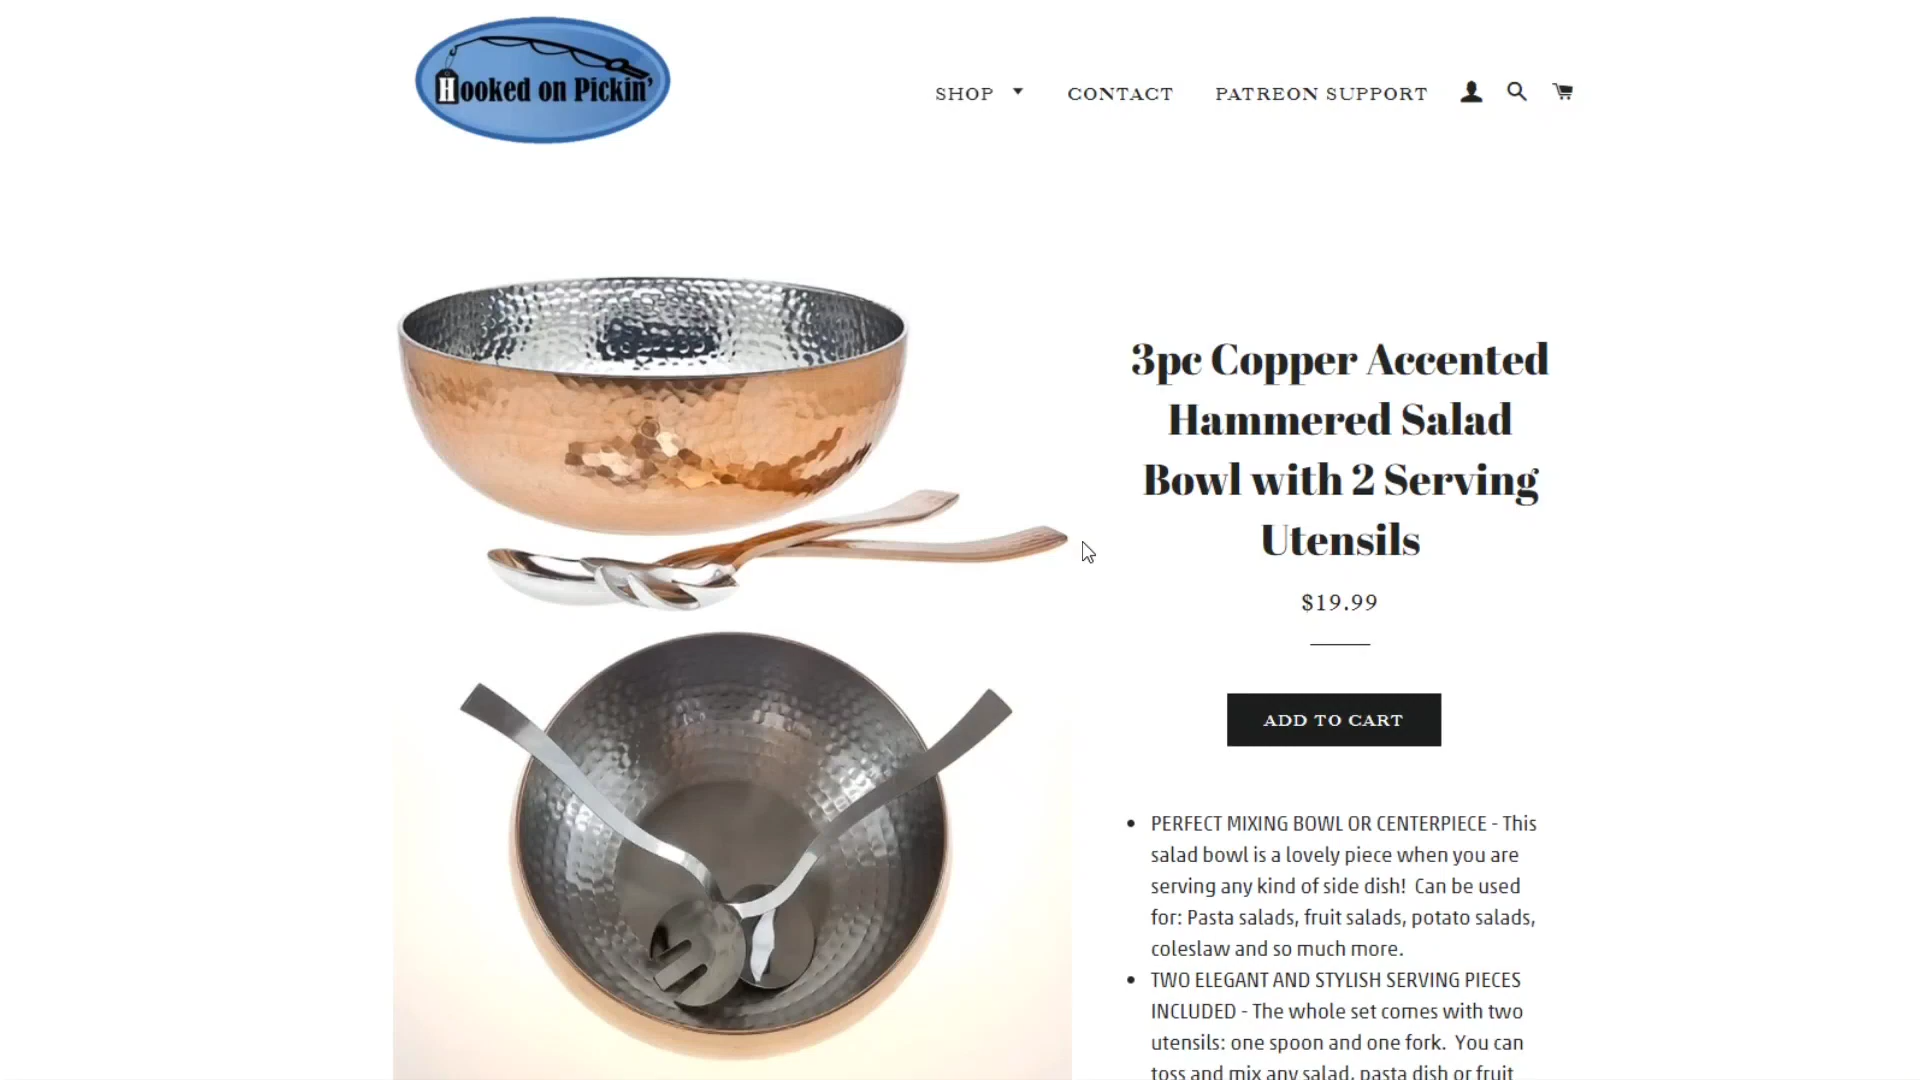 Hooked on Pickin'
SHOP CONTACT PATREON SUPPORT
3pc Copper Accented
Hammered Salad
Bowl with 2 Serving
Utensils
$19.99
ADD TO CART
PERFECT MIXING BOWL OR CENTERPIECE - This
salad bowl is a lovely piece when you are
serving any kind of side dish!  Can be used
for: Pasta salads, fruit salads, potato salads,
coleslaw and so much more.
TWO ELEGANT AND STYLISH SERVING PIECES
INCLUDED - The whole set comes with two
utensils: one spoon and one fork.  You can
toss and mix any salad, pasta dish or fruit